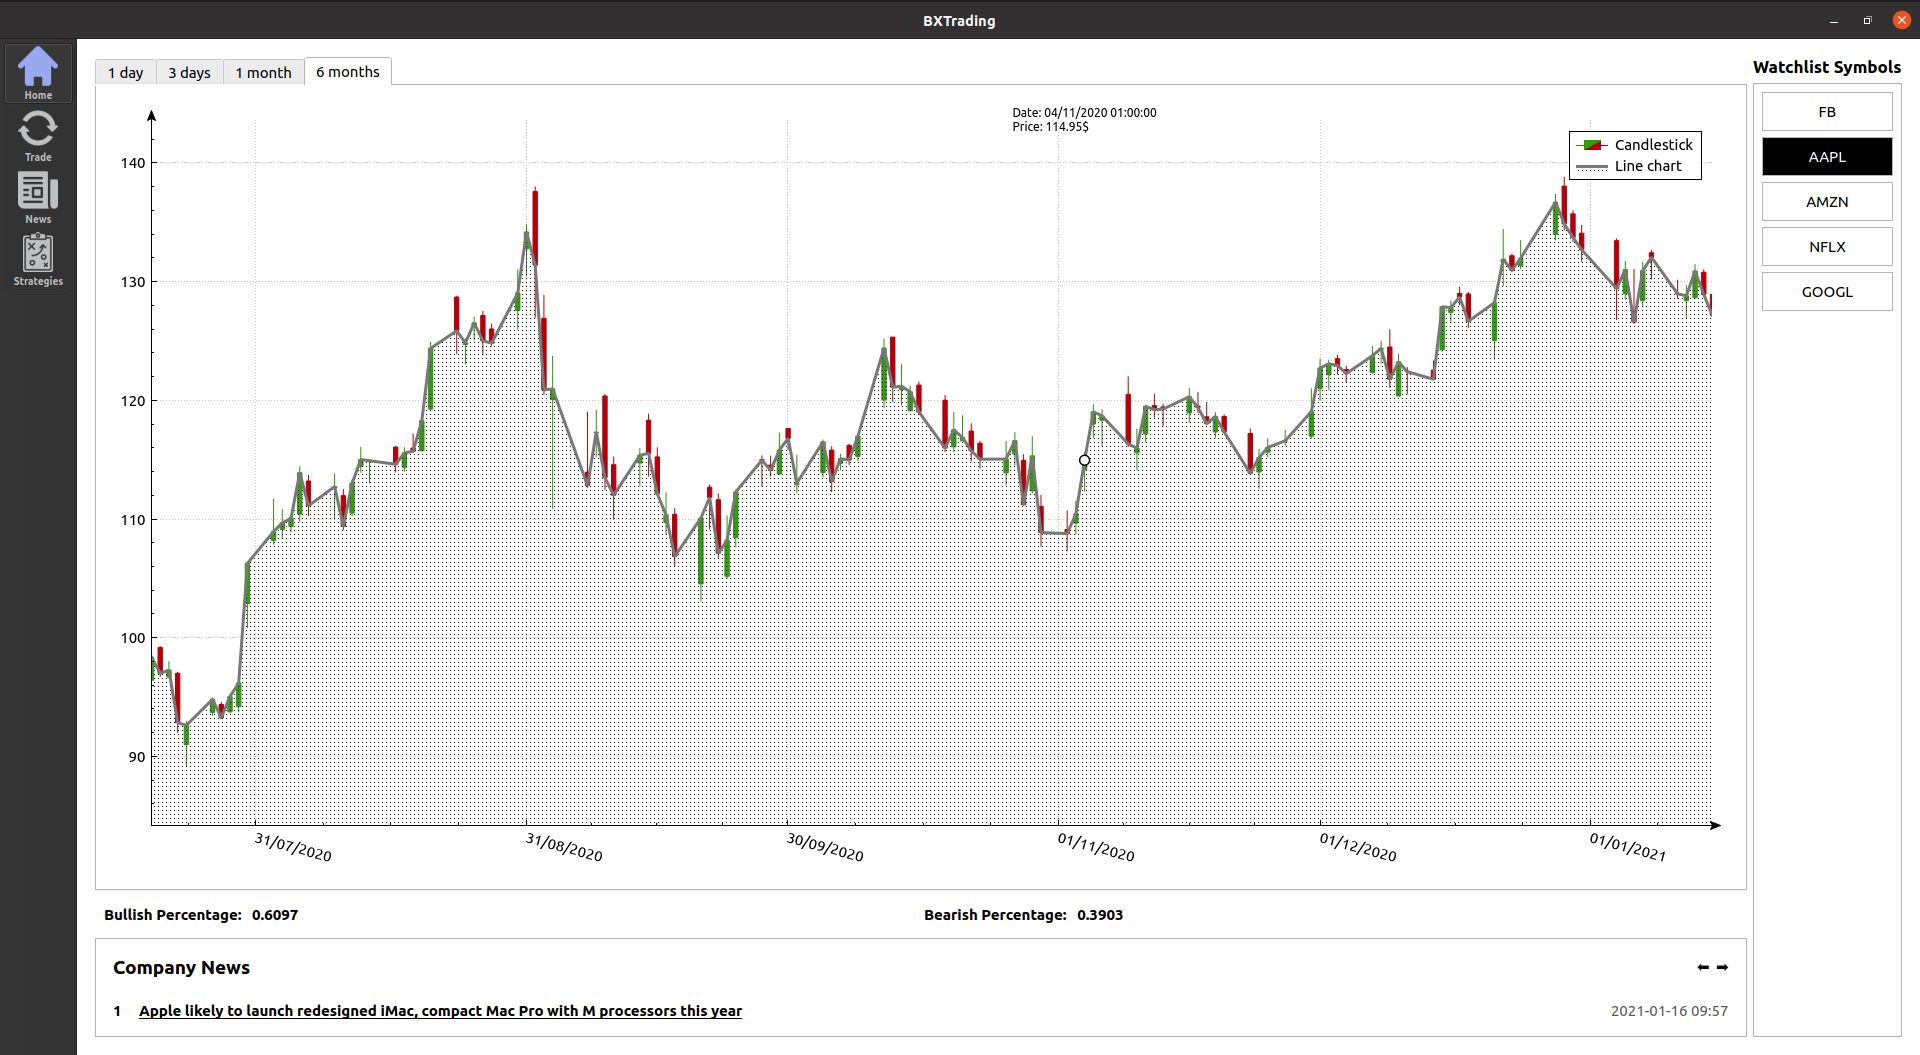 BXTrading
Home
Trade
News
Strategies
1 day
3 days
1 month
6 months
Date: 04/11/2020 01:00:00
Price: 114.95$
Candlestick
Line chart
140
130
120
110
100
90
31/07/2020
31/08/2020
30/09/2020
01/11/2020
01/12/2020
01/01/2021
Watchlist Symbols
FB
AAPL
AMZN
NFLX
GOOGL
Bullish Percentage: 0.6097
Bearish Percentage: 0.3903
Company News
1 Apple likely to launch redesigned iMac, compact Mac Pro with M processors this year 2021-01-16 09:57